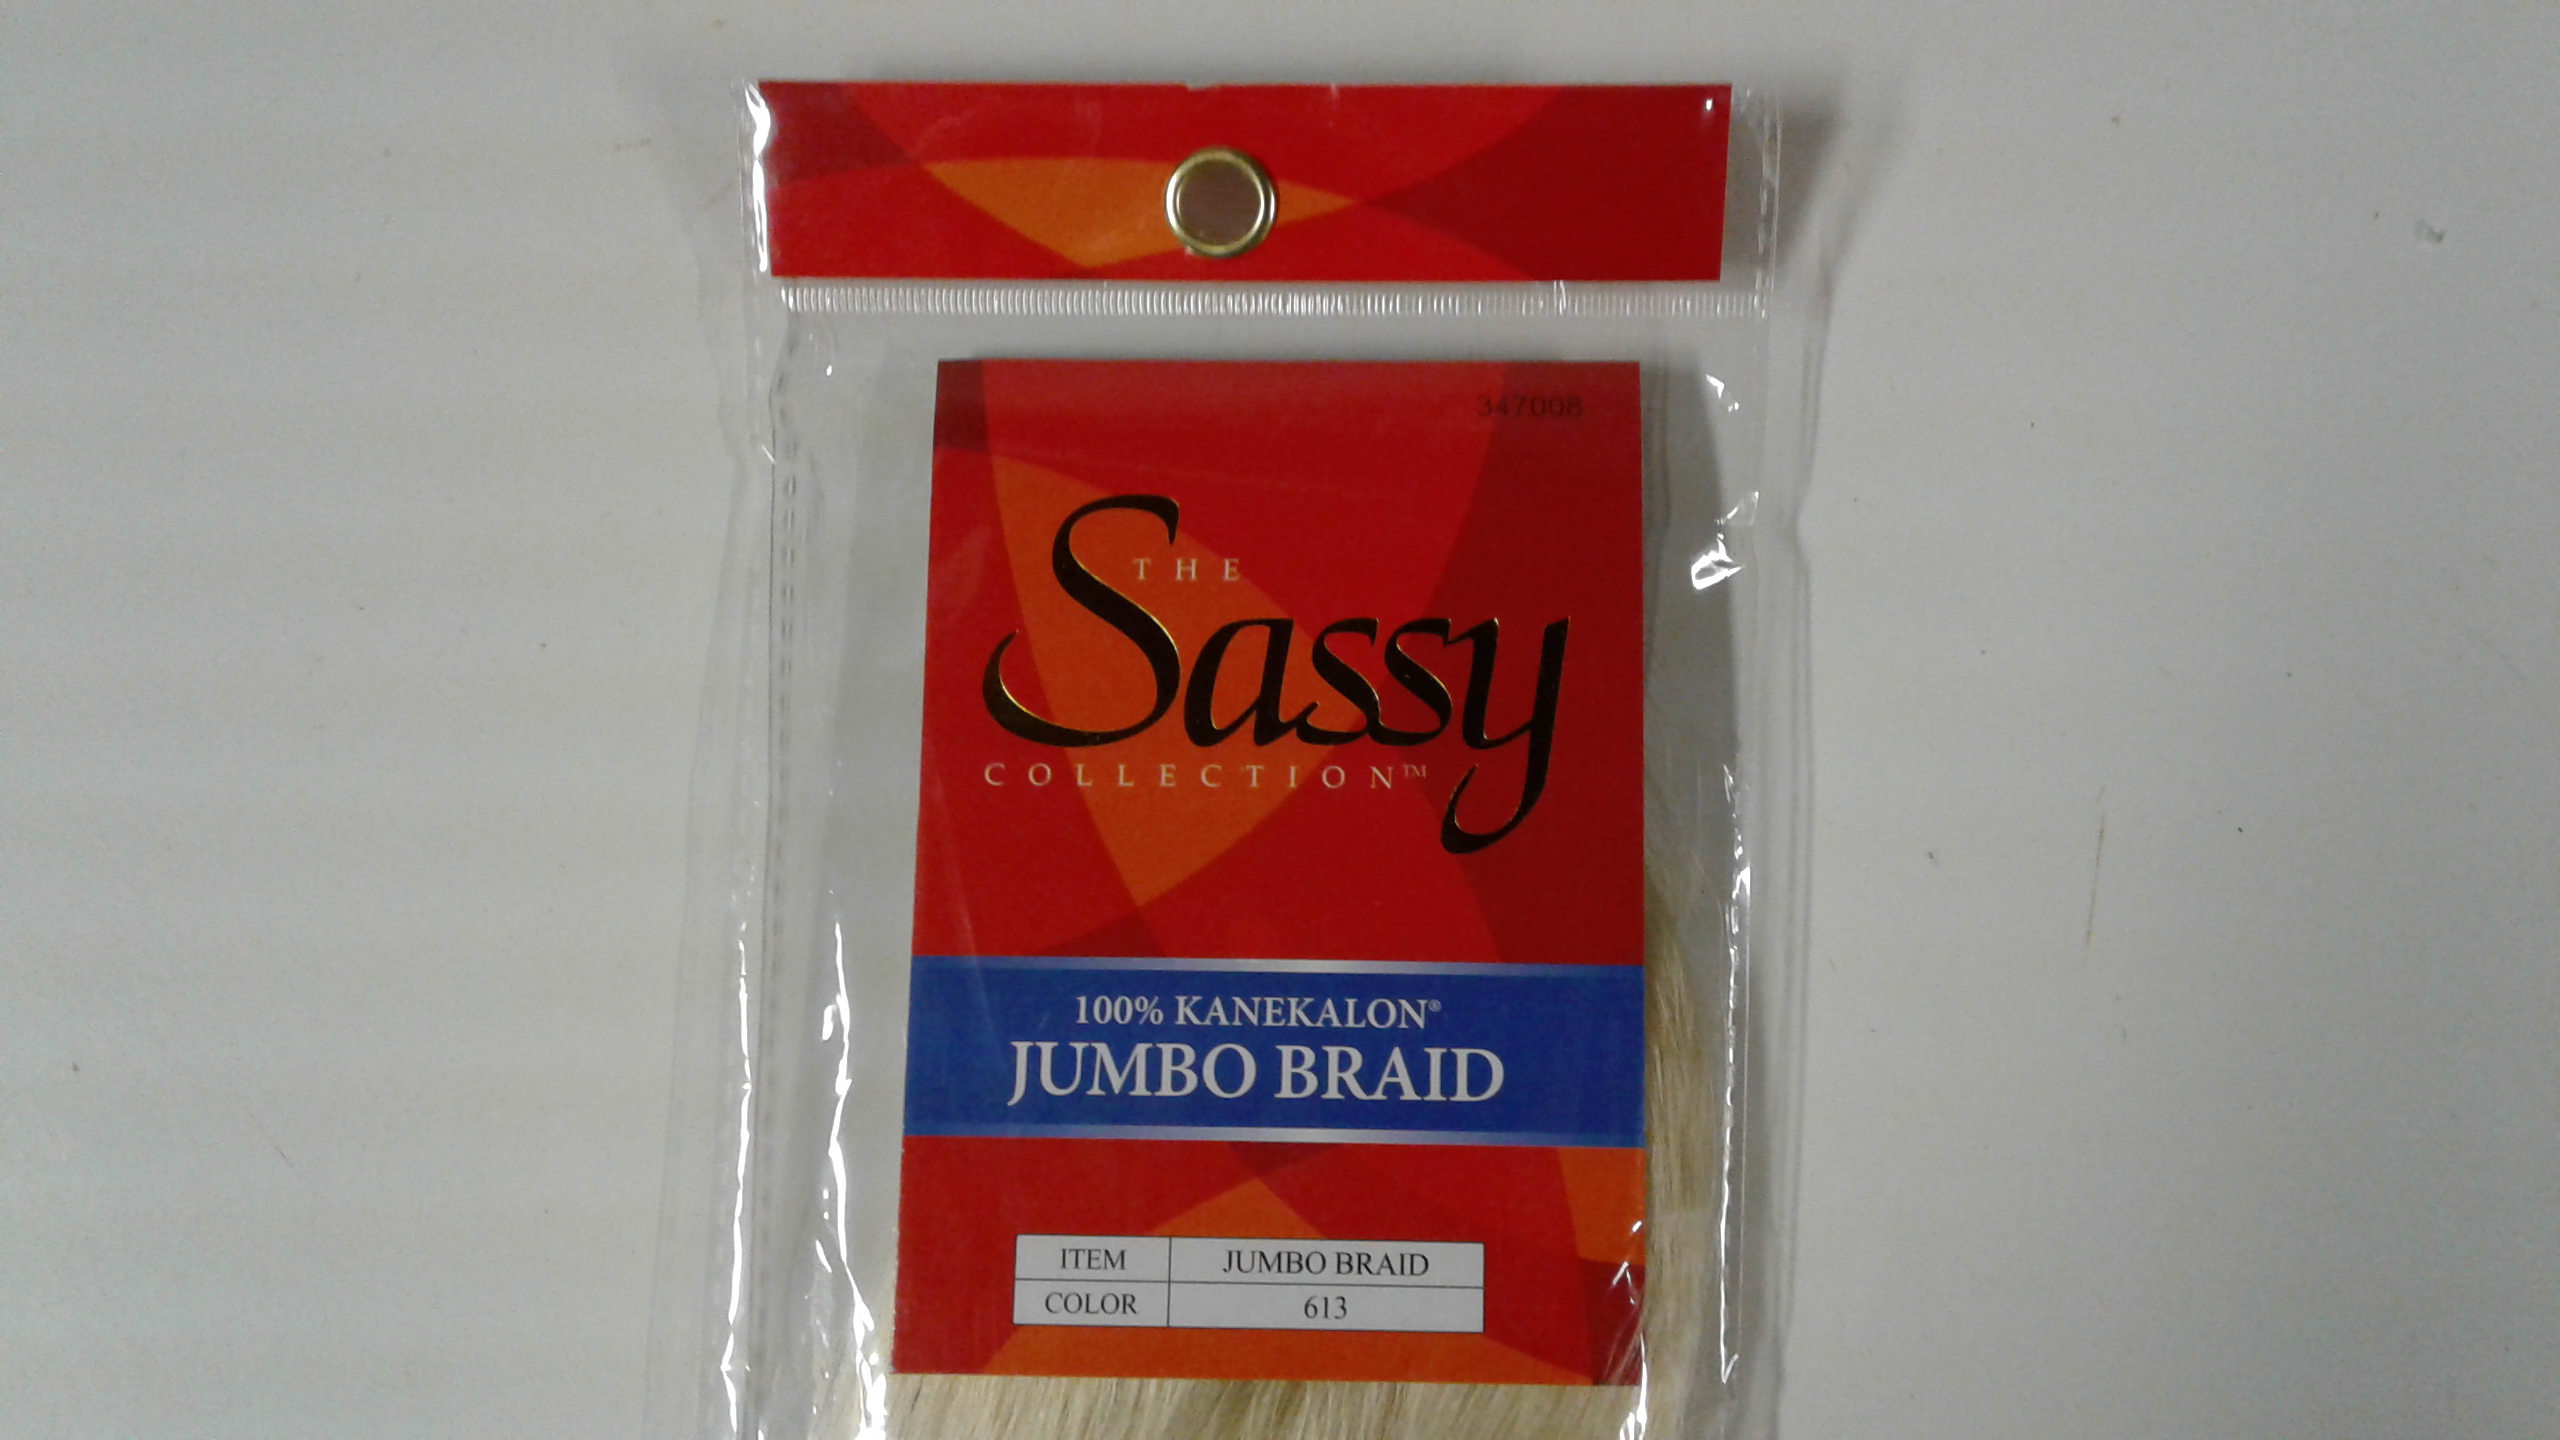 347008
THE
Sassy
COLLECTION™
100% KANEKALON®
JUMBO BRAID
ITEM JUMBO BRAID
COLOR 613